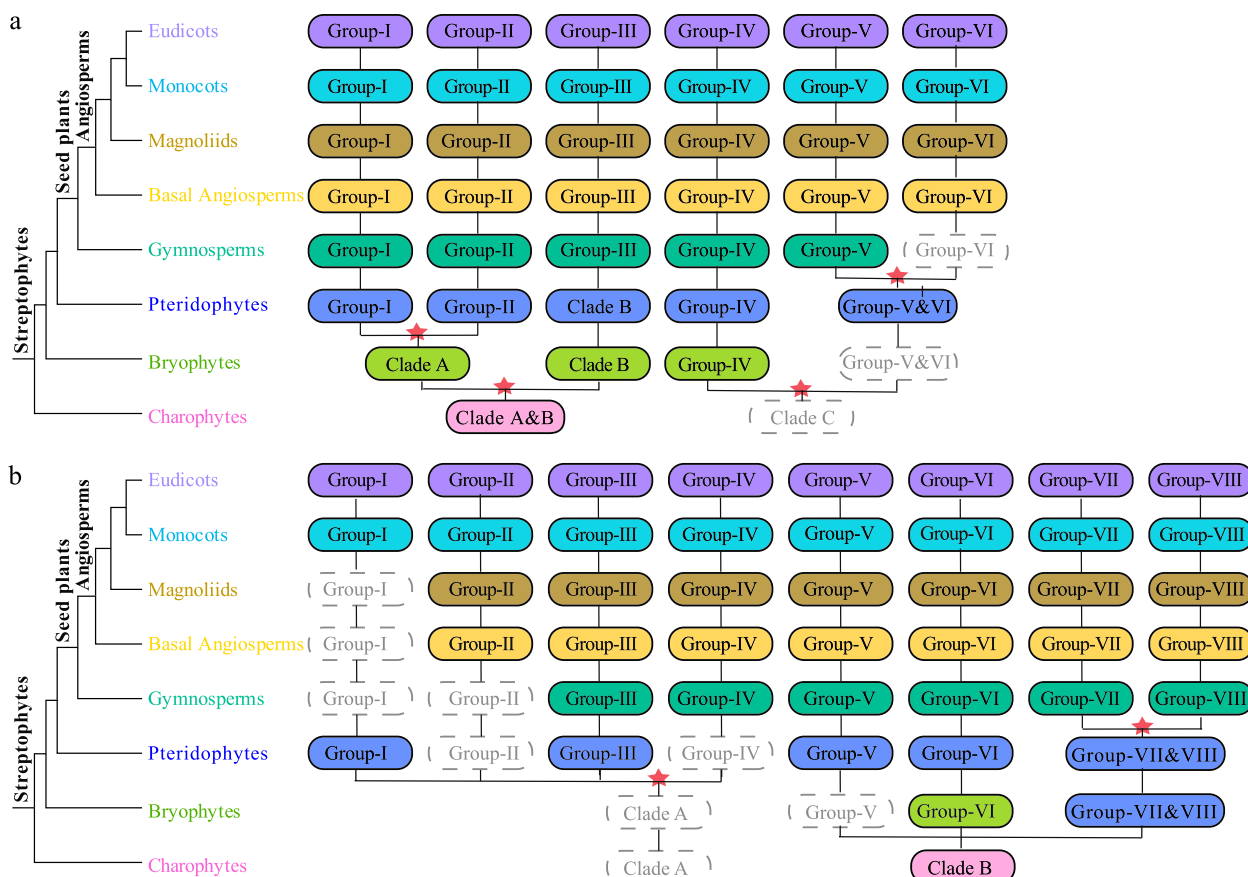 a
Eudicots Group-I Group-II Group-III Group-IV Group-V Group-VI
Monocots Group-I Group-II Group-III Group-IV Group-V Group-VI
Magnoliids Group-I Group-II Group-III Group-IV Group-V Group-VI
Basal Angiosperms Group-I Group-II Group-III Group-IV Group-V Group-VI
Gymnosperms Group-I Group-II Group-III Group-IV Group-V Group-VI
Pteridophytes Group-I Group-II Clade B Group-IV Group-V&VI
Bryophytes Clade A Clade B Group-IV Group-V&VI
Charophytes Clade A&B Clade C
Streptophytes
Seed plants
Angiosperms
b
Eudicots Group-I Group-II Group-III Group-IV Group-V Group-VI Group-VII Group-VIII
Monocots Group-I Group-II Group-III Group-IV Group-V Group-VI Group-VII Group-VIII
Magnoliids Group-I Group-II Group-III Group-IV Group-V Group-VI Group-VII Group-VIII
Basal Angiosperms Group-I Group-II Group-III Group-IV Group-V Group-VI Group-VII Group-VIII
Gymnosperms Group-I Group-II Group-III Group-IV Group-V Group-VI Group-VII Group-VIII
Pteridophytes Group-I Group-II Group-III Group-IV Group-V Group-VI Group-VII&VIII
Bryophytes Clade A Group-V Group-VI Group-VII&VIII
Charophytes Clade A Clade B
Streptophytes
Seed plants
Angiosperms